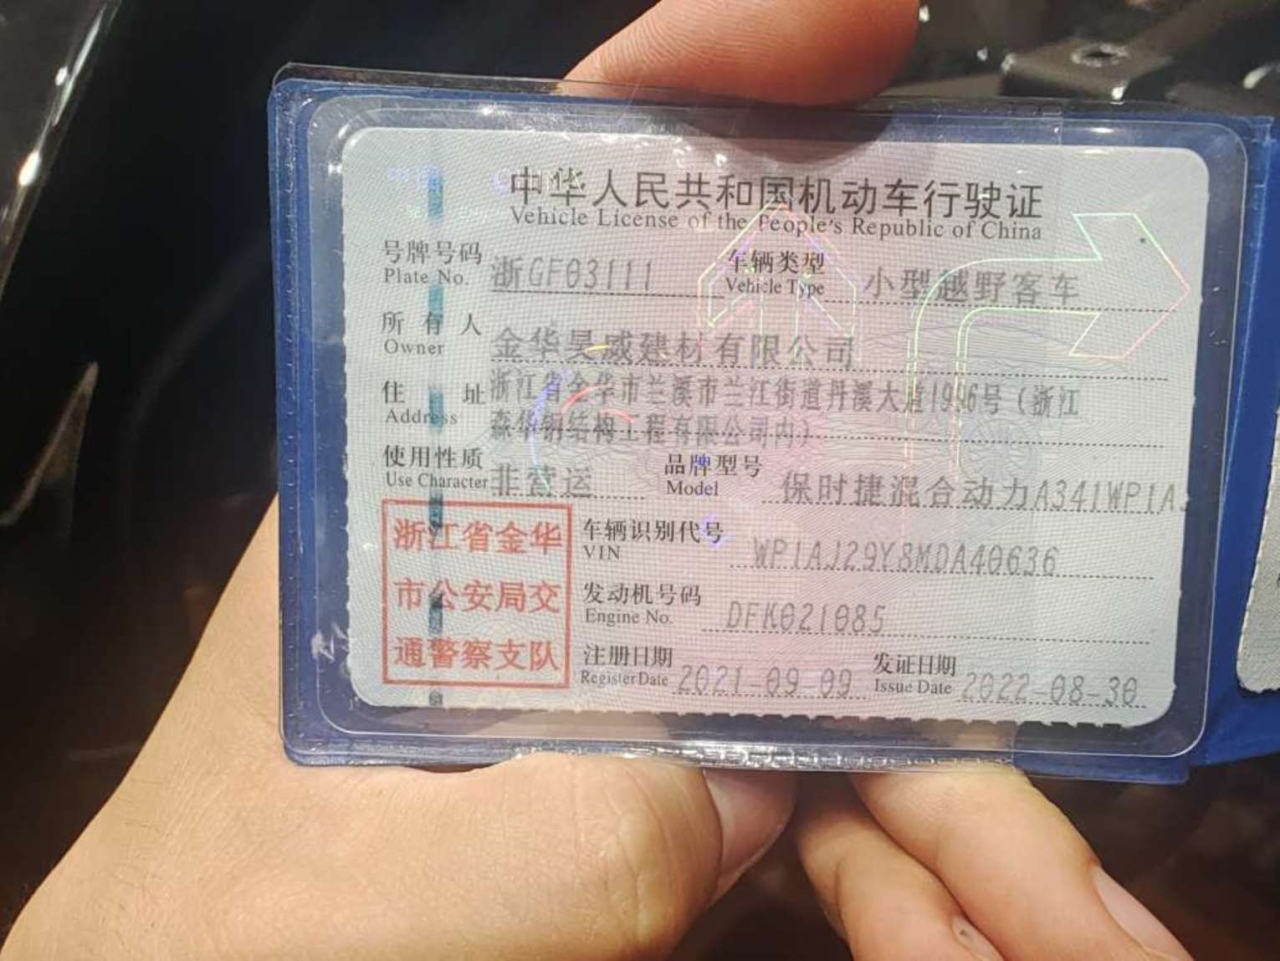 中华人民共和国机动车行驶证
Vehicle License of the People's Republic of China
号牌号码 浙GF03111 车辆类型 小型越野客车
Plate No. Vehicle Type
所有人 金华昊威建材有限公司
Owner
住址 浙江省金华市兰溪市兰江街道丹溪大道1996号(浙江
Address 森华钢结构工程有限公司内)
使用性质 非营运 品牌型号 保时捷混合动力A341WP1AJ
Use Character Model
浙江省金华
市公安局交
通警察支队
车辆识别代号 WP1AJ29Y8MDA40636
VIN
发动机号码 DFK021085
Engine No.
注册日期 2021-09-09 发证日期 2022-08-30
Register Date Issue Date